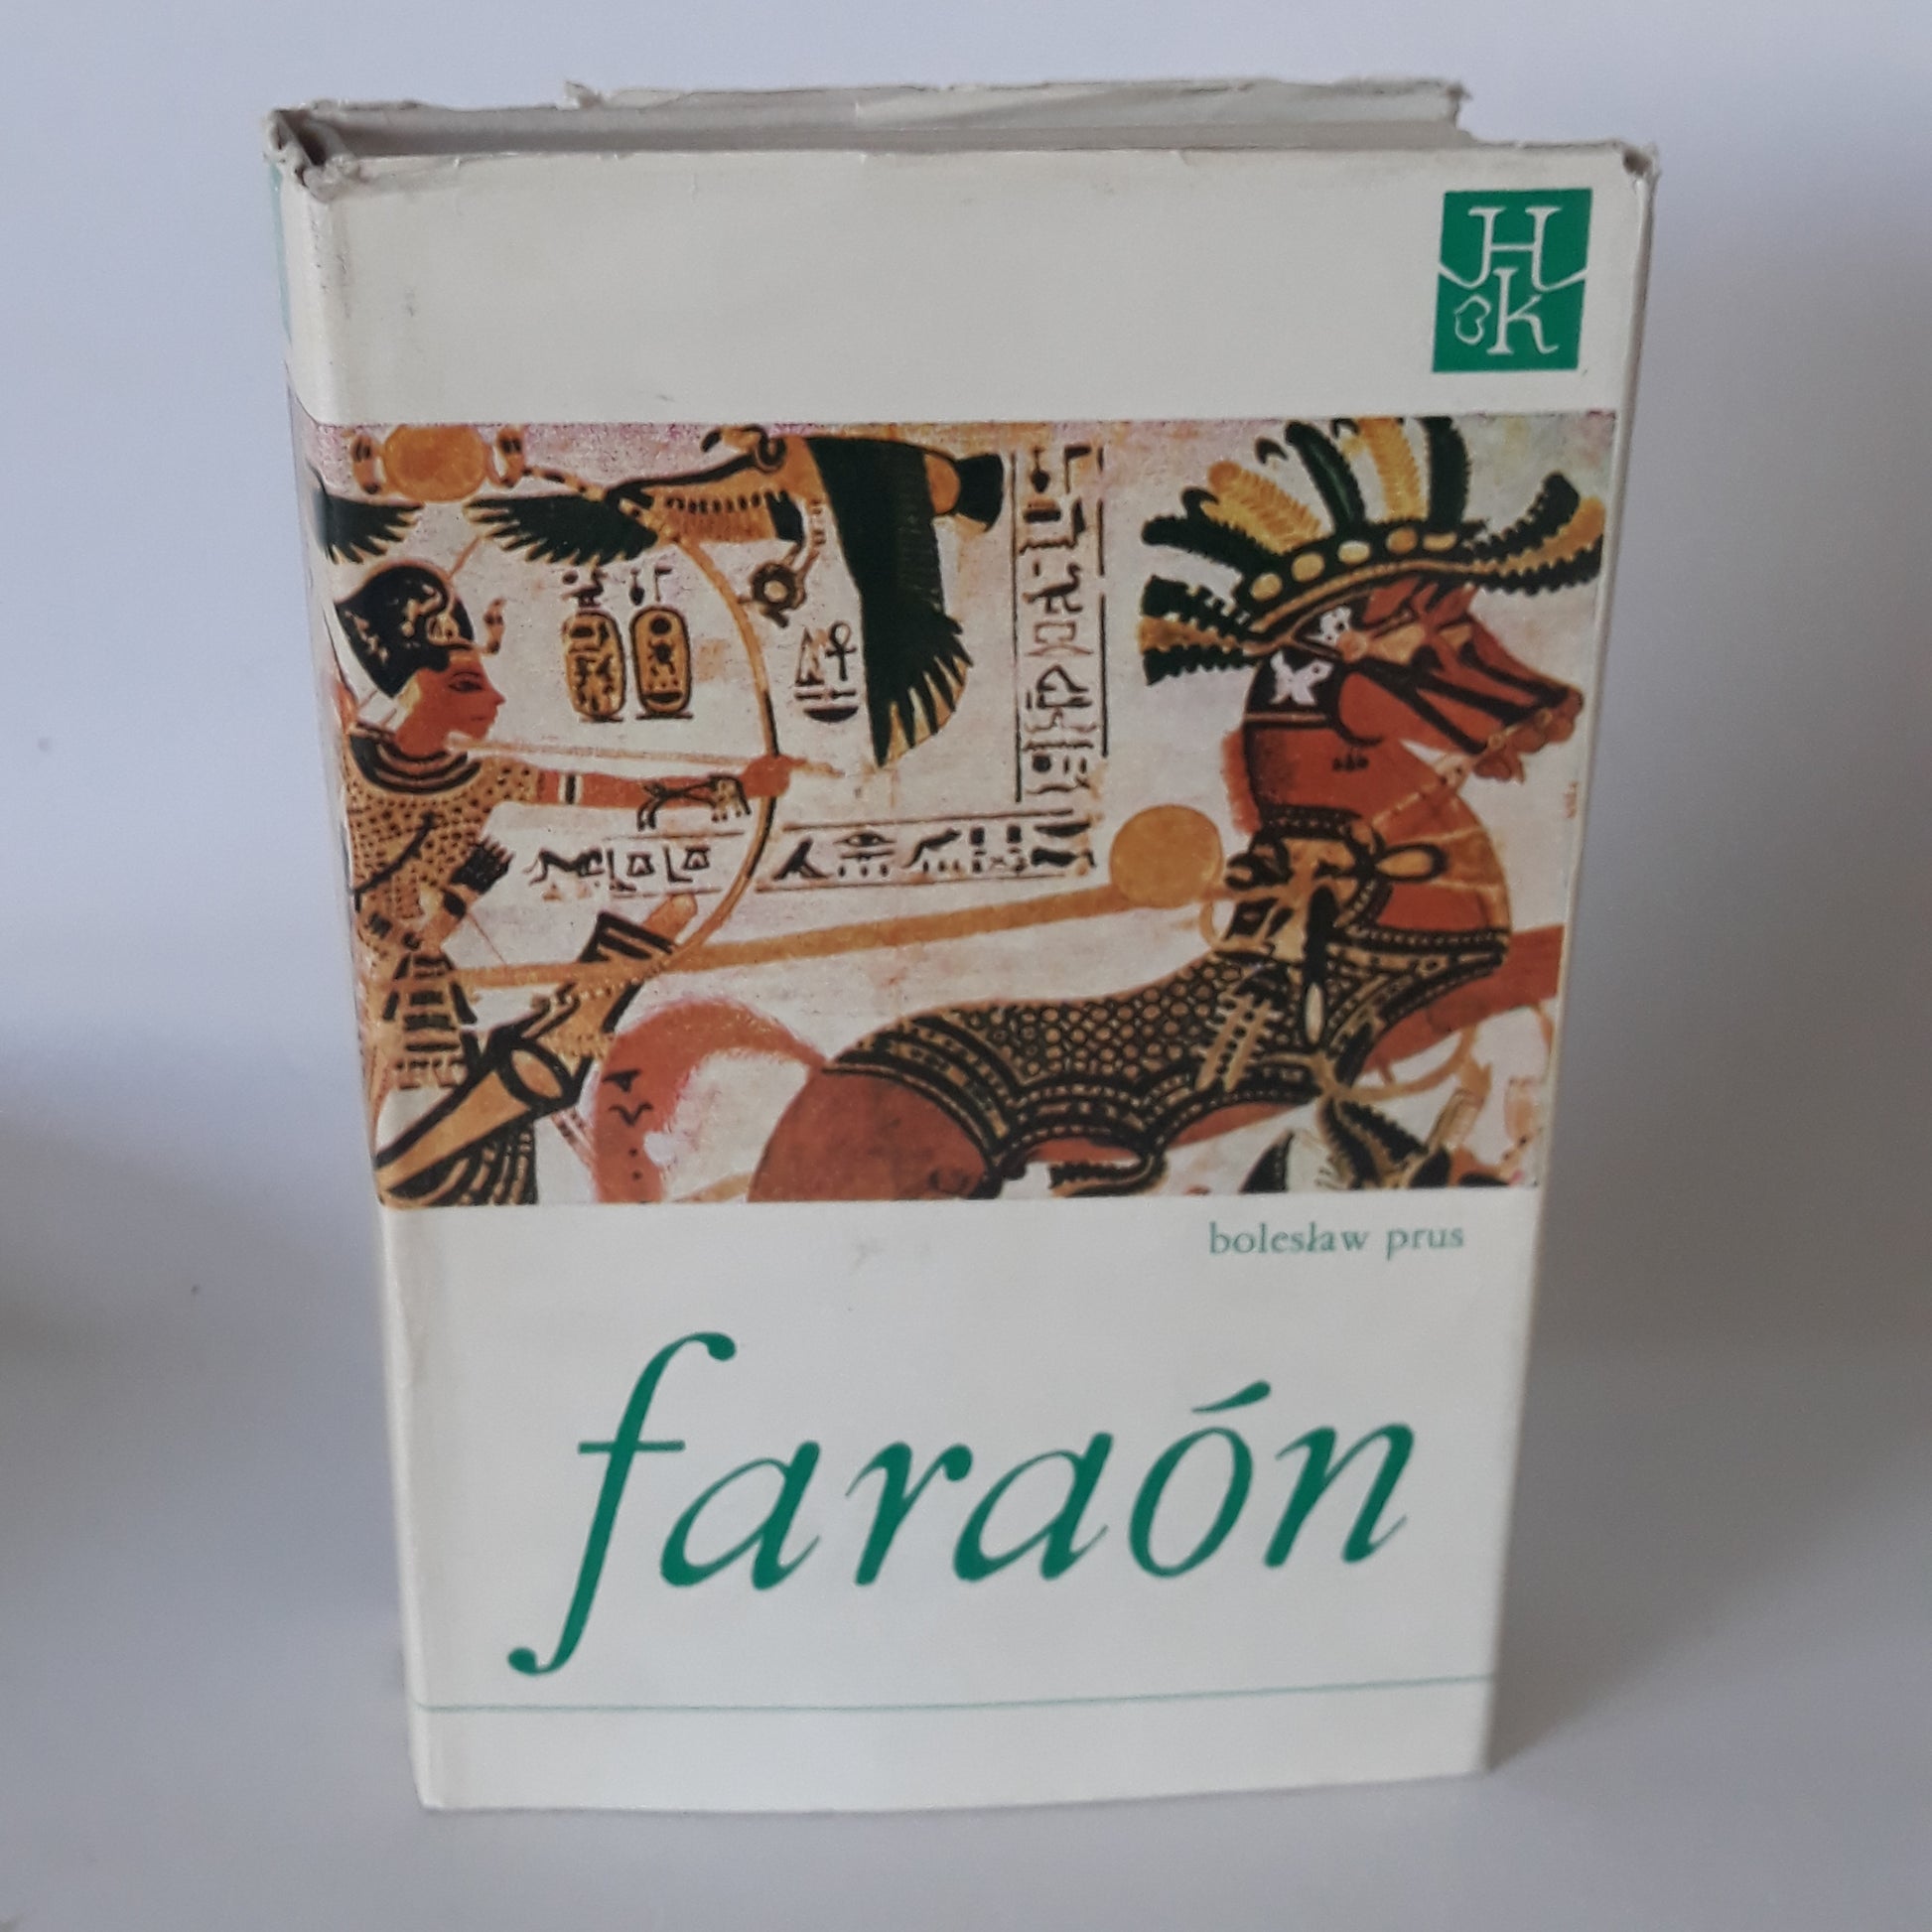 H
k
bolesław prus
faraón